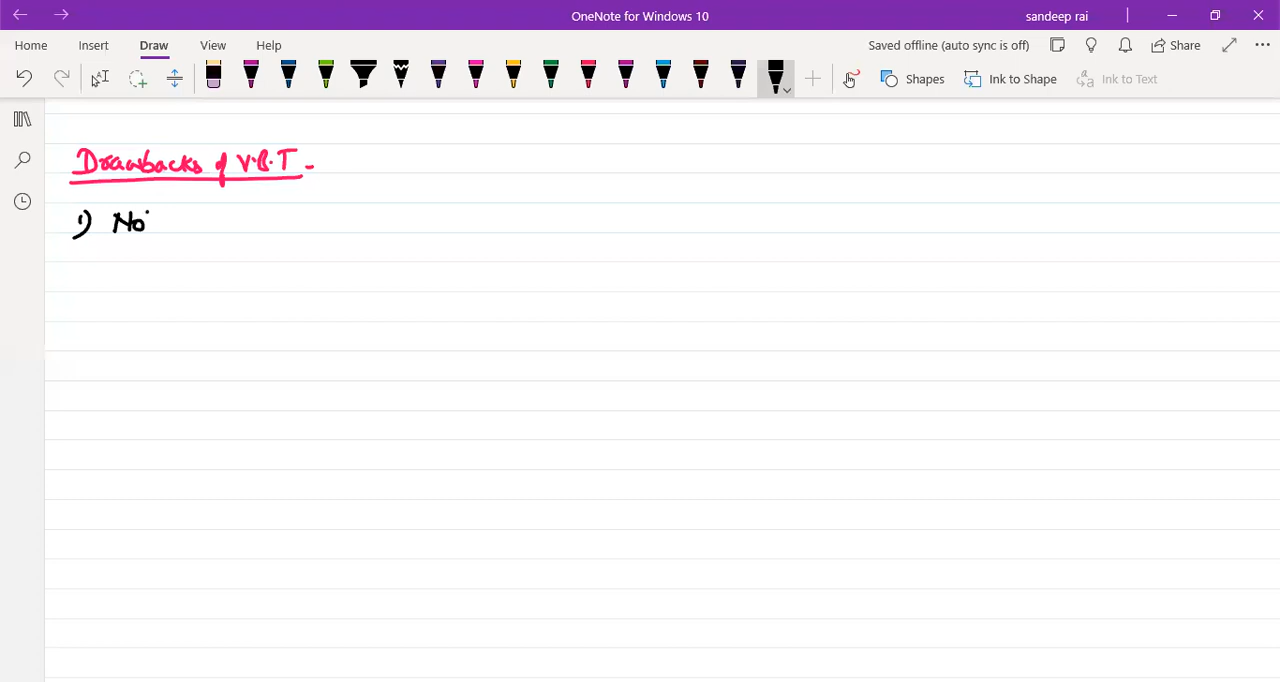 OneNote for Windows 10
sandeep rai
Home Insert Draw View Help
Saved offline (auto sync is off) Share
Shapes Ink to Shape Ink to Text
Drawbacks of V.B.T -
1) No